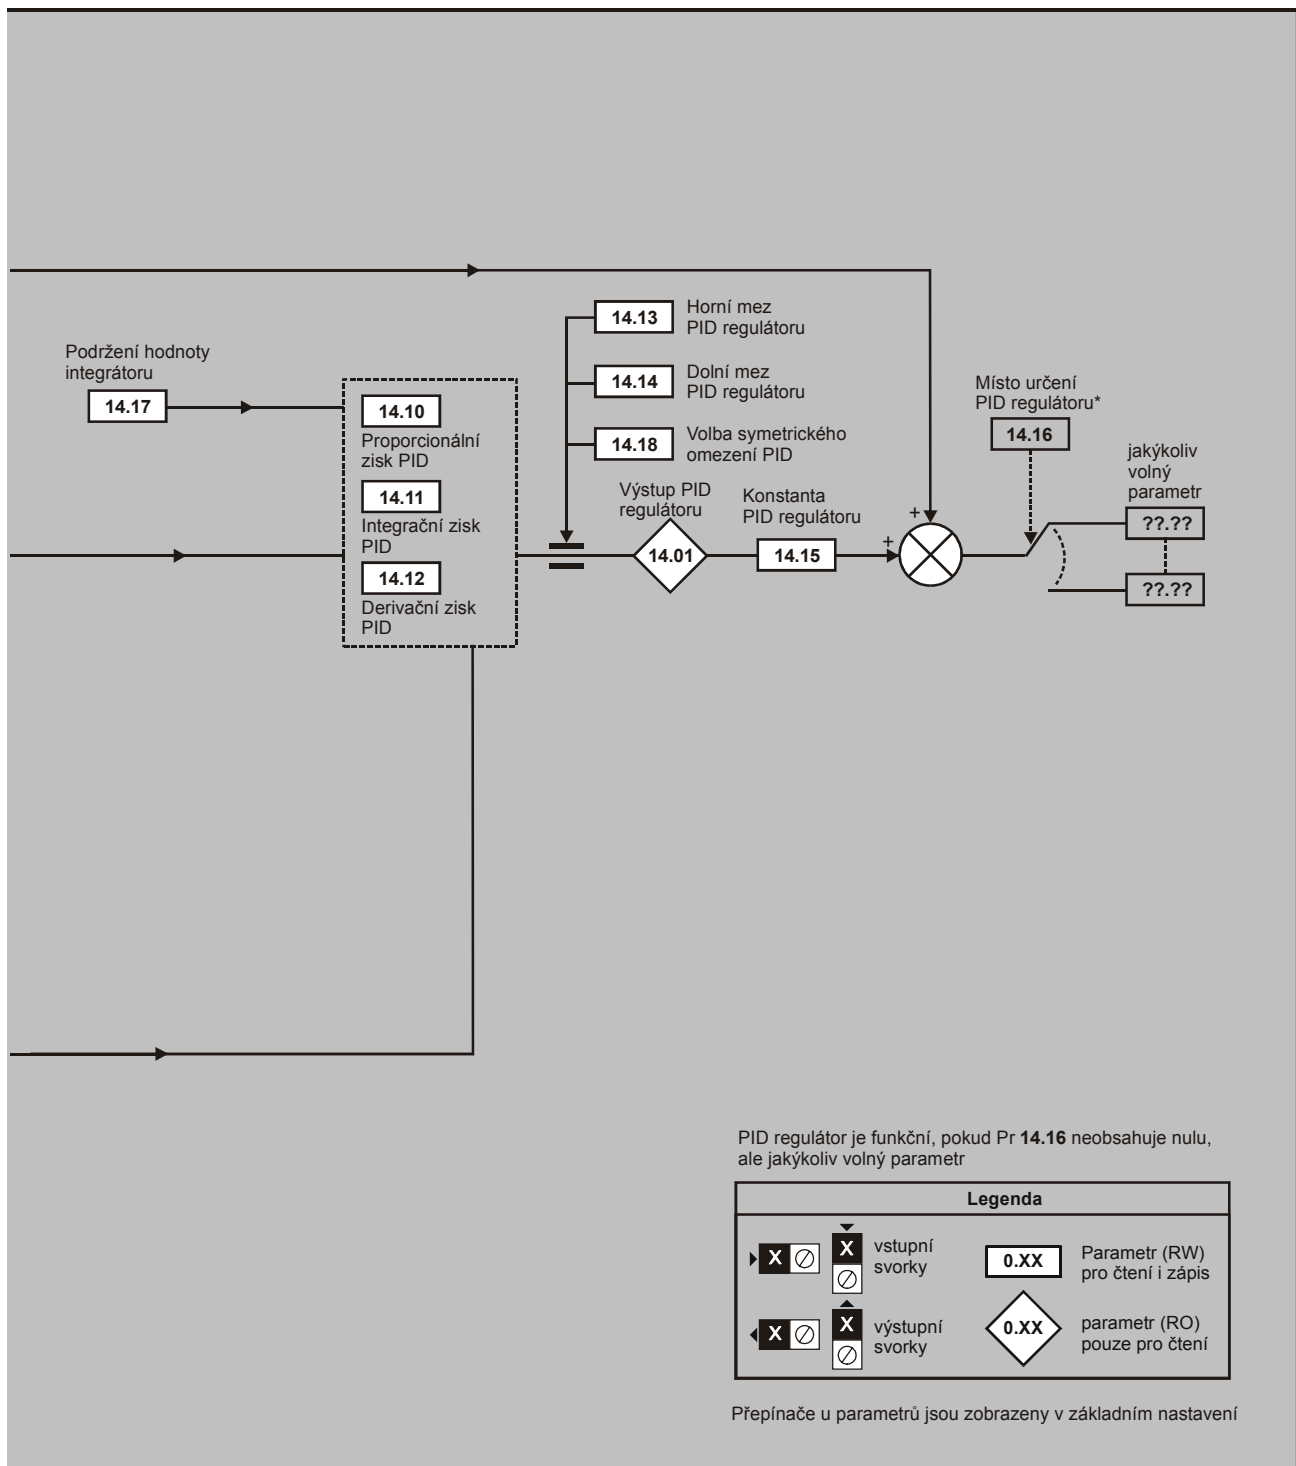 14.13
Horní mez
PID regulátoru
Podržení hodnoty
integrátoru
14.17
14.14
Dolní mez
PID regulátoru
14.10
Proporcionální
zisk PID
14.11
Integrační zisk
PID
14.12
Derivační zisk
PID
14.18
Volba symetrického
omezení PID
Výstup PID
regulátoru
14.01
Konstanta
PID regulátoru
14.15
+
+
Místo určení
PID regulátoru*
14.16
jakýkoliv
volný
parametr
??.??
??.??
PID regulátor je funkční, pokud Pr 14.16 neobsahuje nulu,
ale jakýkoliv volný parametr
Legenda
X
X
vstupní
svorky
0.XX
Parametr (RW)
pro čtení i zápis
X
X
výstupní
svorky
0.XX
parametr (RO)
pouze pro čtení
Přepínače u parametrů jsou zobrazeny v základním nastavení